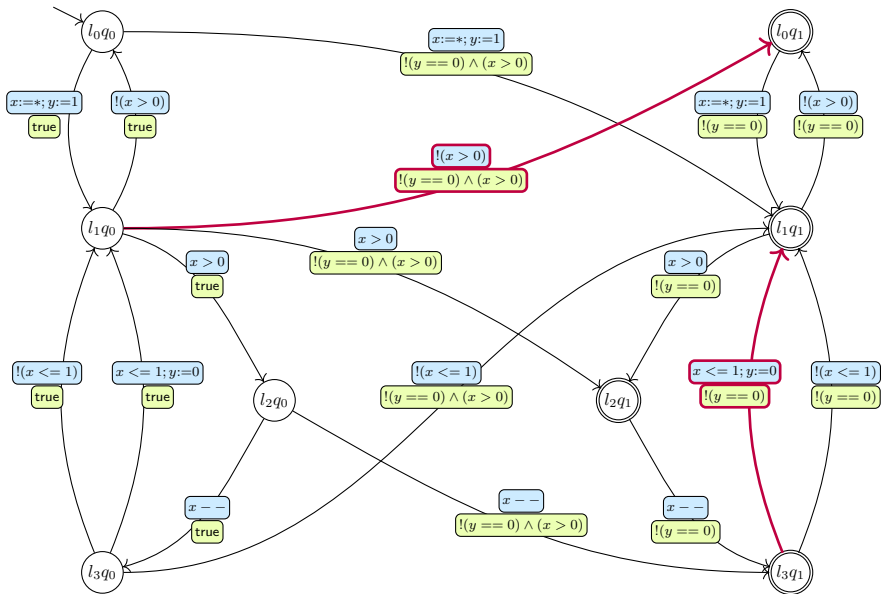 l₀q₀
l₀q₁
x:=∗; y:=1
!(y == 0) ∧ (x > 0)
x:=∗; y:=1
true
!(x > 0)
true
x:=∗; y:=1
!(y == 0)
!(x > 0)
!(y == 0)
!(x > 0)
!(y == 0) ∧ (x > 0)
l₁q₀
l₁q₁
x > 0
!(y == 0) ∧ (x > 0)
x > 0
true
x > 0
!(y == 0)
!(x <= 1)
true
x <= 1; y:=0
true
!(x <= 1)
!(y == 0) ∧ (x > 0)
x <= 1; y:=0
!(y == 0)
!(x <= 1)
!(y == 0)
l₂q₀
l₂q₁
x − −
true
x − −
!(y == 0) ∧ (x > 0)
x − −
!(y == 0)
l₃q₀
l₃q₁